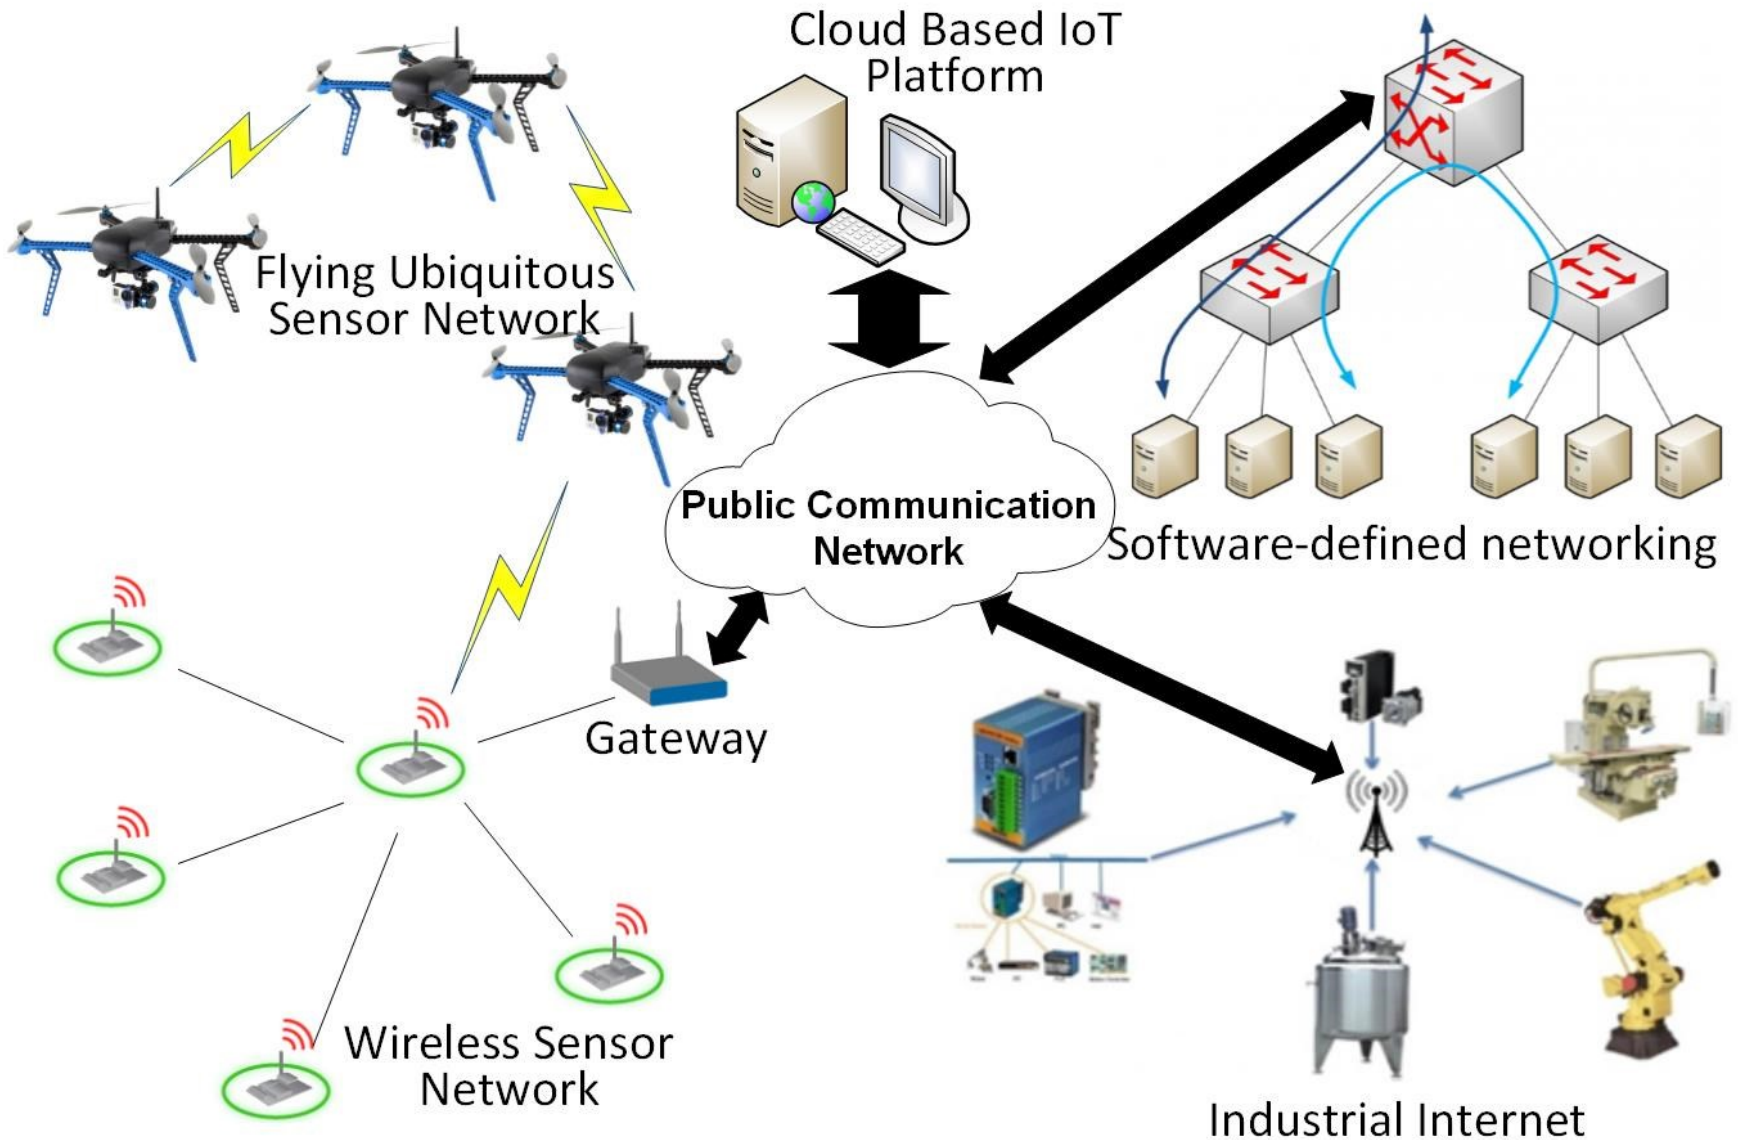 Cloud Based IoT
Platform
Flying Ubiquitous
Sensor Network
Public Communication
Network
Software-defined networking
Gateway
Wireless Sensor
Network
Industrial Internet